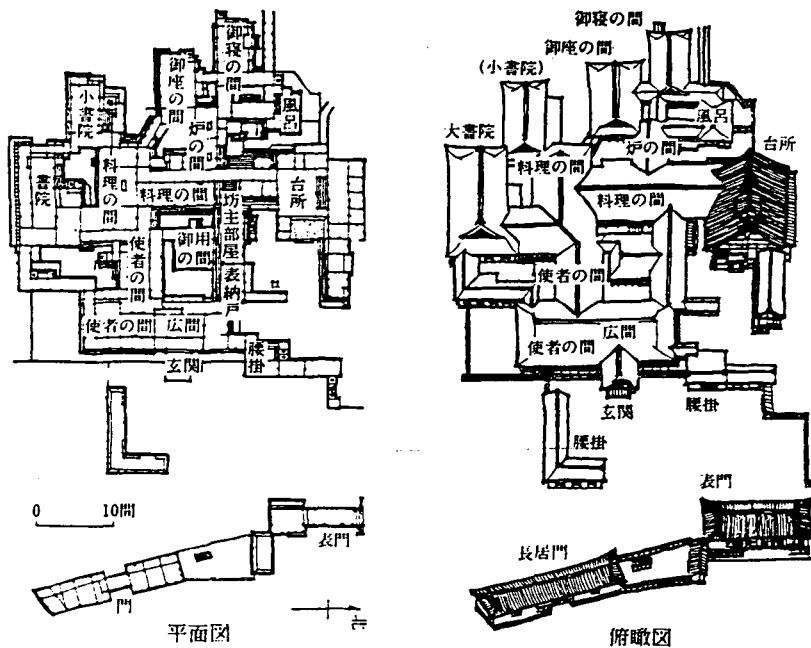 御寝の間
御座の間
小書院
風呂
炉の間
書院
料理の間
料理の間
台所
坊主部屋
御用の間
使者の間
表納戸
使者の間
広間
玄関
腰掛
0 10間
表門
門
北
平面図
御寝の間
御座の間
(小書院)
風呂
大書院
炉の間
台所
料理の間
料理の間
使者の間
広間
使者の間
玄関
腰掛
腰掛
表門
長居門
俯瞰図